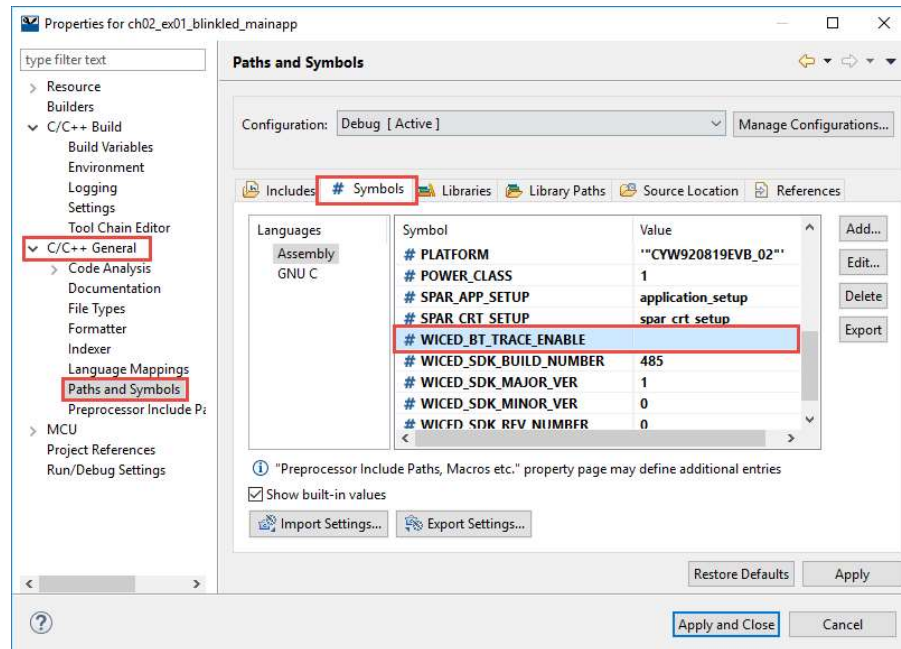 Properties for ch02_ex01_blinkled_mainapp
type filter text
Resource
Builders
C/C++ Build
Build Variables
Environment
Logging
Settings
Tool Chain Editor
C/C++ General
Code Analysis
Documentation
File Types
Formatter
Indexer
Language Mappings
Paths and Symbols
Preprocessor Include Pa
MCU
Project References
Run/Debug Settings
Paths and Symbols
Configuration: Debug [ Active ] Manage Configurations...
Includes # Symbols Libraries Library Paths Source Location References
Languages
Assembly
GNU C
Symbol Value
# PLATFORM '"CYW920819EVB_02"'
# POWER_CLASS 1
# SPAR_APP_SETUP application_setup
# SPAR_CRT_SETUP spar_crt_setup
# WICED_BT_TRACE_ENABLE
# WICED_SDK_BUILD_NUMBER 485
# WICED_SDK_MAJOR_VER 1
# WICED_SDK_MINOR_VER 0
# WICED_SDK_REV_NUMBER 0
Add...
Edit...
Delete
Export
"Preprocessor Include Paths, Macros etc." property page may define additional entries
Show built-in values
Import Settings... Export Settings...
Restore Defaults Apply
Apply and Close Cancel